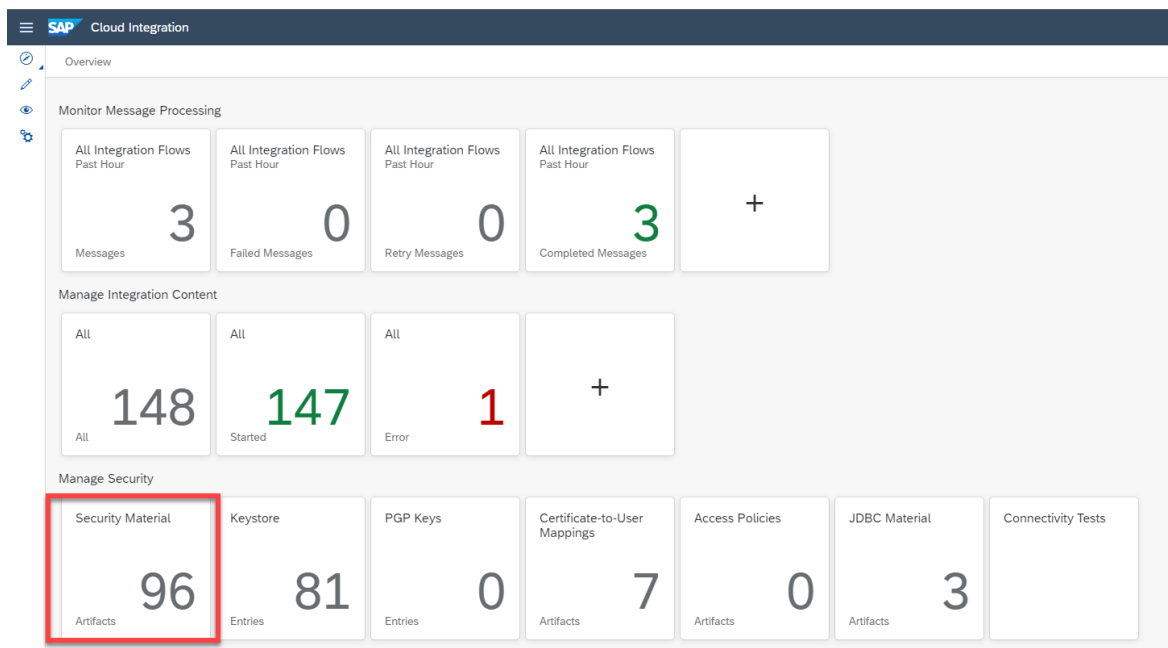 SAP Cloud Integration
Overview
Monitor Message Processing
All Integration Flows
Past Hour
3
Messages
All Integration Flows
Past Hour
0
Failed Messages
All Integration Flows
Past Hour
0
Retry Messages
All Integration Flows
Past Hour
3
Completed Messages
+
Manage Integration Content
All
148
All
All
147
Started
All
1
Error
+
Manage Security
Security Material
96
Artifacts
Keystore
81
Entries
PGP Keys
0
Entries
Certificate-to-User
Mappings
7
Artifacts
Access Policies
0
Artifacts
JDBC Material
3
Artifacts
Connectivity Tests